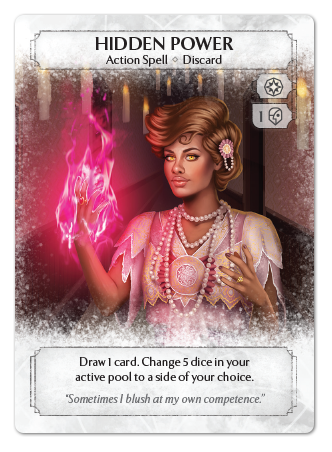 HIDDEN POWER
Action Spell ◇ Discard
1
Draw 1 card. Change 5 dice in your
active pool to a side of your choice.
“Sometimes I blush at my own competence.”